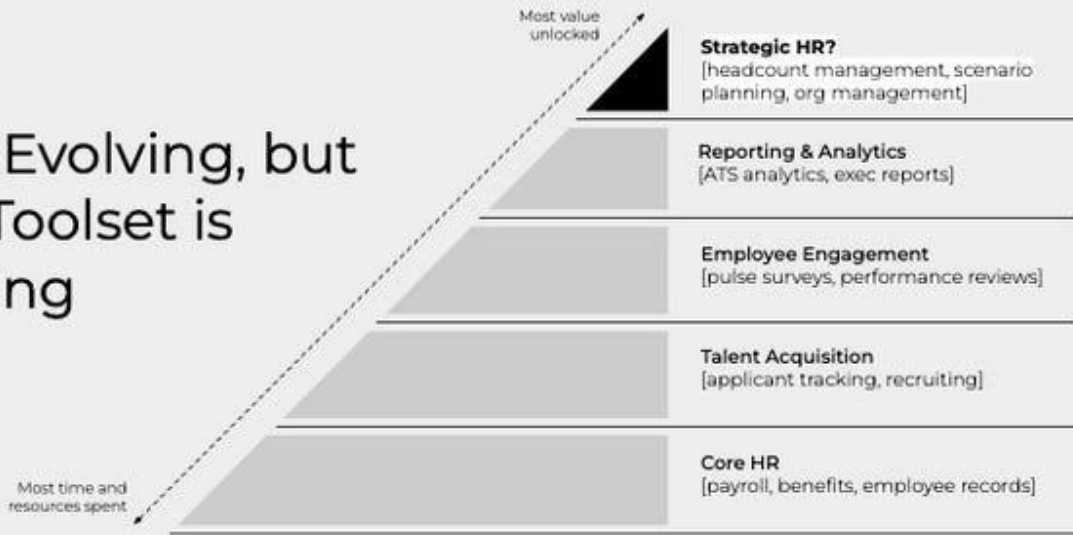 Evolving, but
Toolset is
ng
Most value
unlocked
Strategic HR?
[headcount management, scenario
planning, org management]
Reporting & Analytics
[ATS analytics, exec reports]
Employee Engagement
[pulse surveys, performance reviews]
Talent Acquisition
[applicant tracking, recruiting]
Core HR
[payroll, benefits, employee records]
Most time and
resources spent